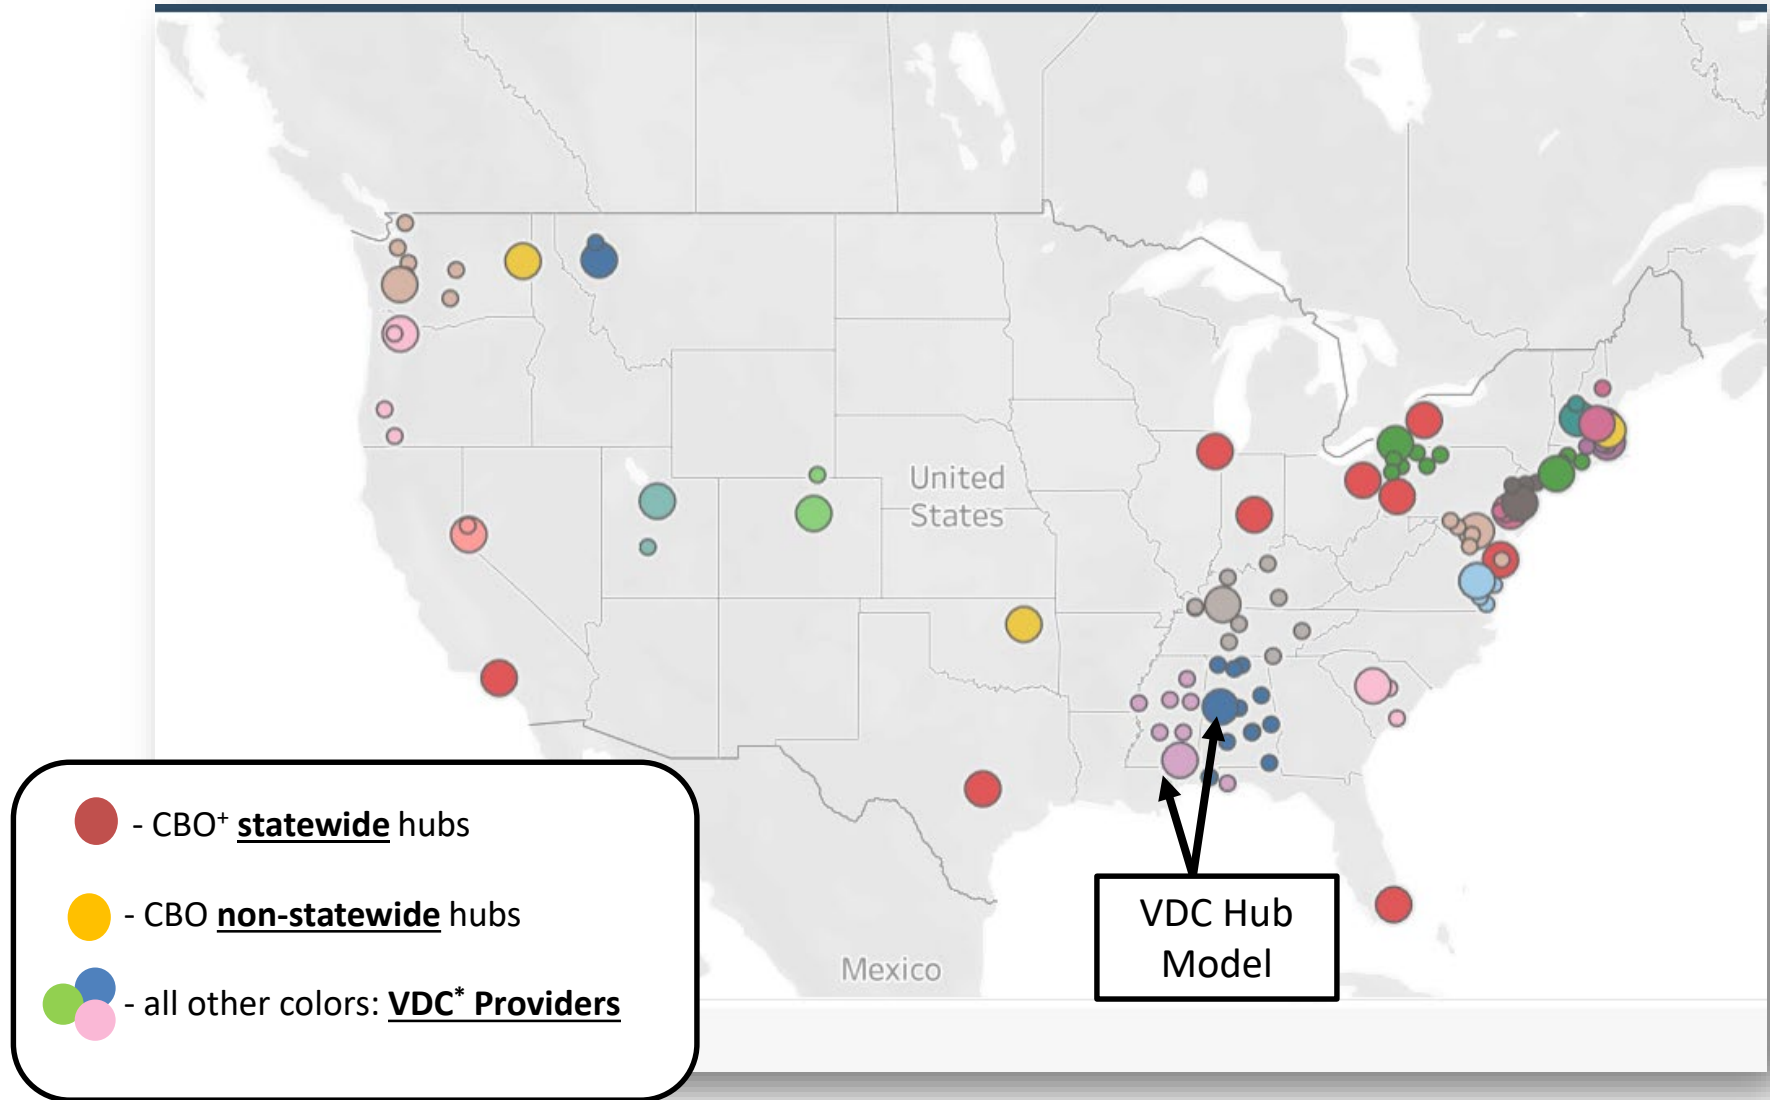 United
States
Mexico
VDC Hub
Model
- CBO⁺ statewide hubs
- CBO non-statewide hubs
- all other colors: VDC* Providers